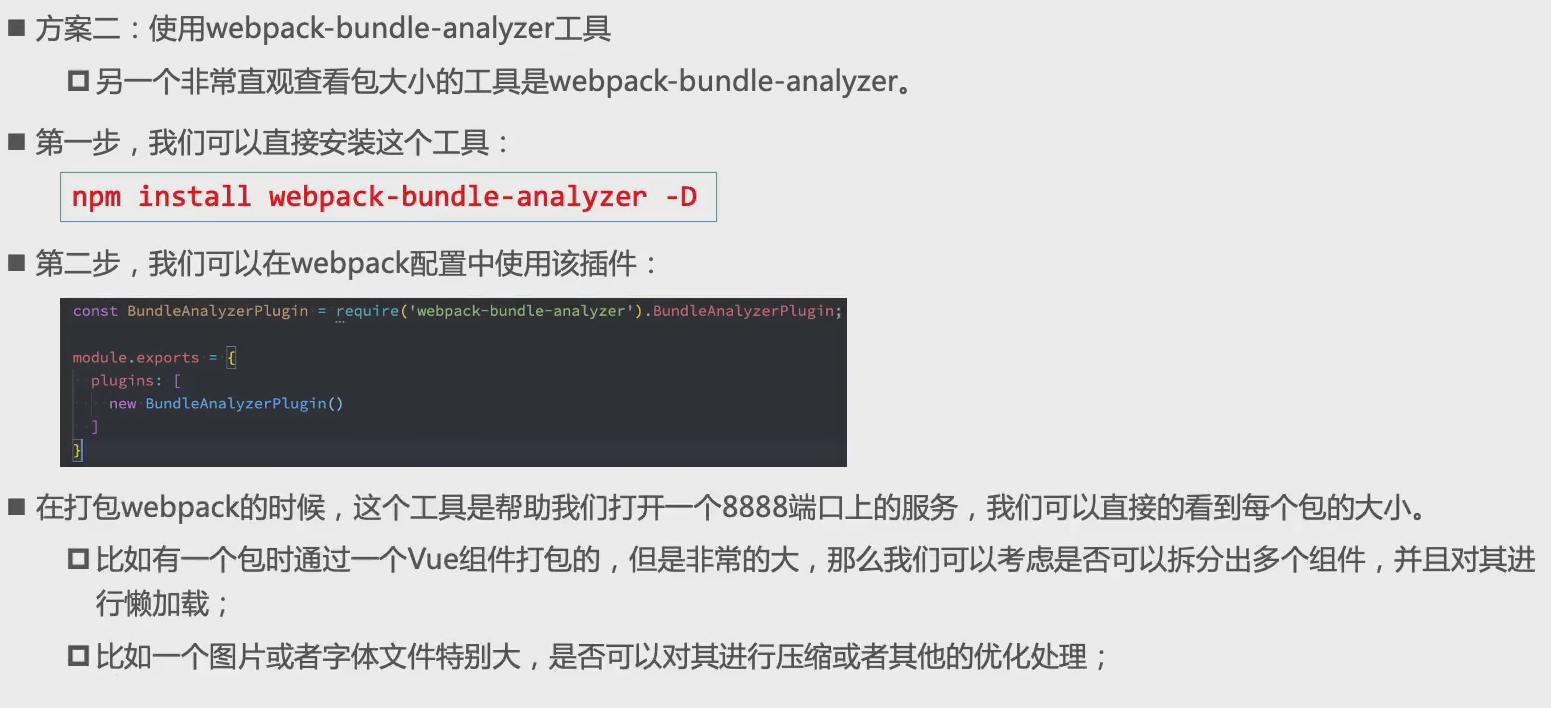 方案二：使用webpack-bundle-analyzer工具
另一个非常直观查看包大小的工具是webpack-bundle-analyzer。
第一步，我们可以直接安装这个工具：
npm install webpack-bundle-analyzer -D
第二步，我们可以在webpack配置中使用该插件：
const BundleAnalyzerPlugin = require('webpack-bundle-analyzer').BundleAnalyzerPlugin;
module.exports = {
plugins: [
new BundleAnalyzerPlugin()
]
}
在打包webpack的时候，这个工具是帮助我们打开一个8888端口上的服务，我们可以直接的看到每个包的大小。
比如有一个包时通过一个Vue组件打包的，但是非常的大，那么我们可以考虑是否可以拆分出多个组件，并且对其进
行懒加载；
比如一个图片或者字体文件特别大，是否可以对其进行压缩或者其他的优化处理；